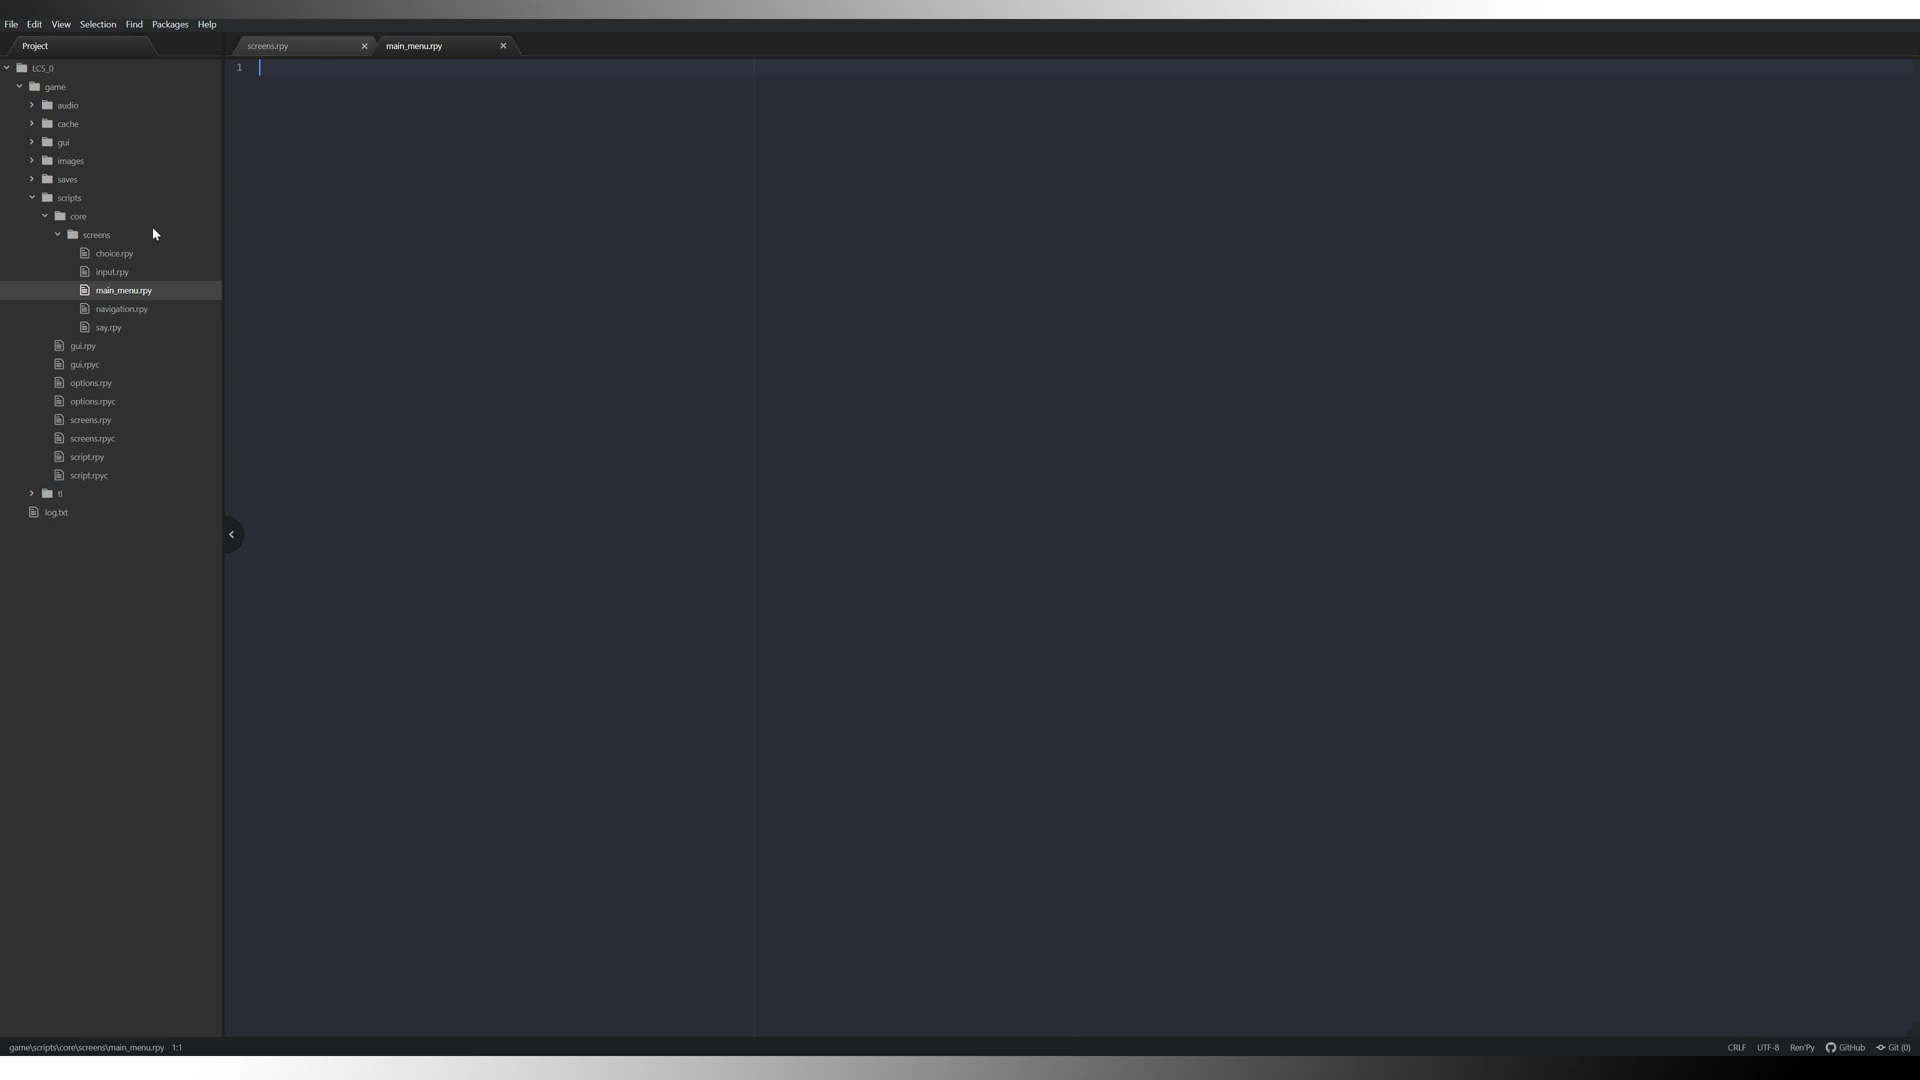 File Edit View Selection Find Packages Help
Project
screens.rpy
main_menu.rpy
LC5_0
game
audio
cache
gui
images
saves
scripts
core
screens
choice.rpy
input.rpy
main_menu.rpy
navigation.rpy
say.rpy
gui.rpy
gui.rpyc
options.rpy
options.rpyc
screens.rpy
screens.rpyc
script.rpy
script.rpyc
tl
log.txt
1
game\scripts\core\screens\main_menu.rpy 1:1
CRLF UTF-8 Ren'Py GitHub Git (0)